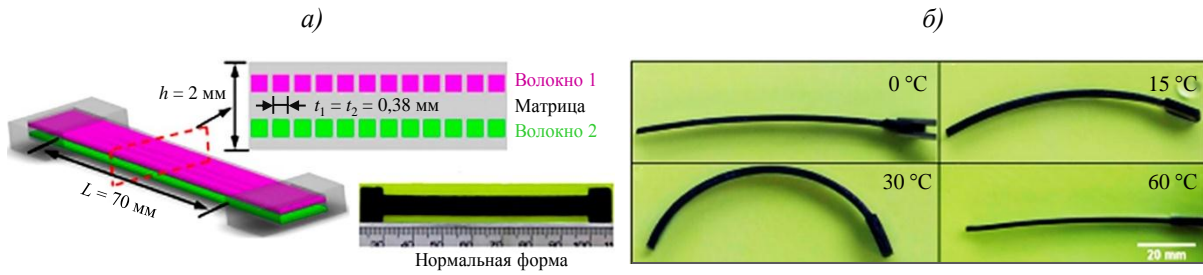 а)
б)
h = 2 мм
Волокно 1
t₁ = t₂ = 0,38 мм
Матрица
Волокно 2
L = 70 мм
Нормальная форма
0 °C
15 °C
30 °C
60 °C
20 mm